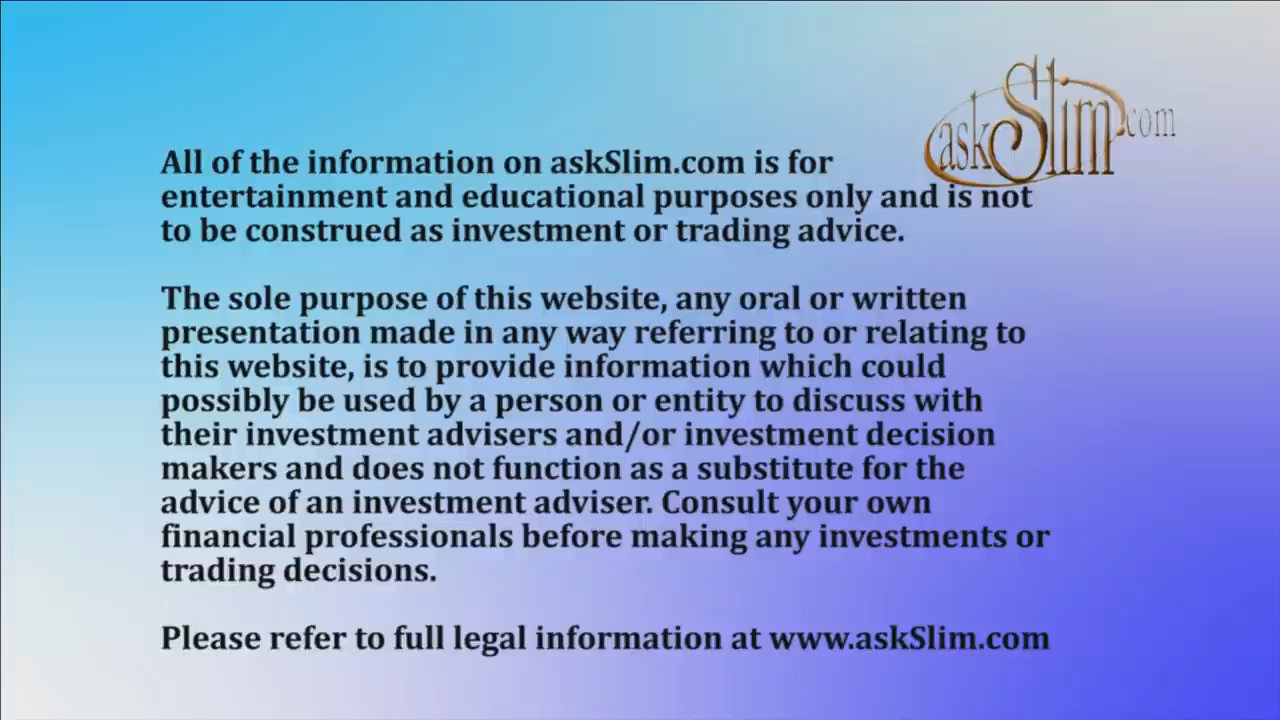 askSlim.com
All of the information on askSlim.com is for
entertainment and educational purposes only and is not
to be construed as investment or trading advice.
The sole purpose of this website, any oral or written
presentation made in any way referring to or relating to
this website, is to provide information which could
possibly be used by a person or entity to discuss with
their investment advisers and/or investment decision
makers and does not function as a substitute for the
advice of an investment adviser. Consult your own
financial professionals before making any investments or
trading decisions.
Please refer to full legal information at www.askSlim.com